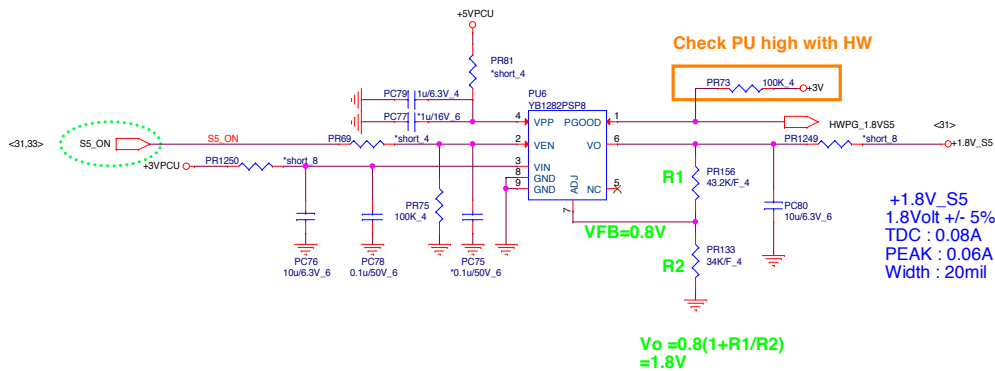 +5VPCU
Check PU high with HW
PR81
*short_4
PR73
100K_4
+3V
PC79
1u/6.3V_4
PU6
YB1282PSP8
PC77
*1u/16V_6
4
VPP
PGOOD
1
HWPG_1.8VS5
<31,33>
S5_ON
S5_ON
PR69
*short_4
2
VEN
VO
6
PR1249
*short_8
<31>
+1.8V_S5
+3VPCU
PR1250
*short_8
3
VIN
8
GND
9
GND
ADJ
NC
5
7
R1
PR156
43.2K/F_4
PR75
100K_4
PC80
10u/6.3V_6
+1.8V_S5
1.8Volt +/- 5%
TDC : 0.08A
PEAK : 0.06A
Width : 20mil
VFB=0.8V
PC76
10u/6.3V_6
PC78
0.1u/50V_6
PC75
*0.1u/50V_6
R2
PR133
34K/F_4
Vo =0.8(1+R1/R2)
=1.8V